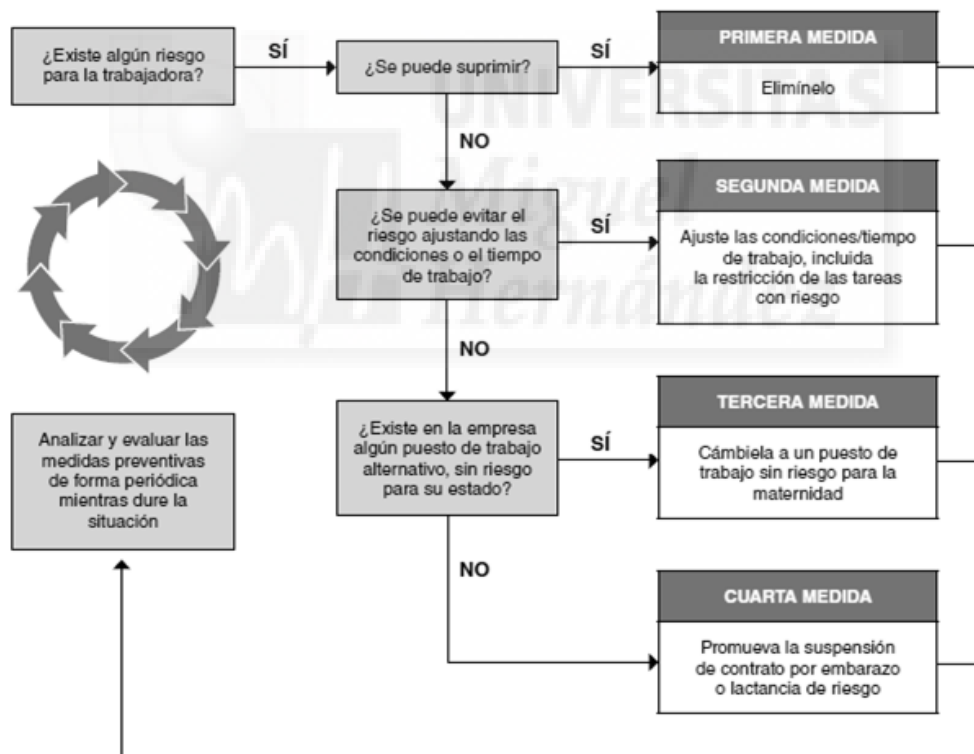 ¿Existe algún riesgo
para la trabajadora?
SÍ
¿Se puede suprimir?
SÍ
PRIMERA MEDIDA
Elimínelo
NO
¿Se puede evitar el
riesgo ajustando las
condiciones o el tiempo
de trabajo?
SÍ
SEGUNDA MEDIDA
Ajuste las condiciones/tiempo
de trabajo, incluida
la restricción de las tareas
con riesgo
NO
¿Existe en la empresa
algún puesto de trabajo
alternativo, sin riesgo
para su estado?
SÍ
TERCERA MEDIDA
Cámbiela a un puesto de
trabajo sin riesgo para la
maternidad
NO
CUARTA MEDIDA
Promueva la suspensión
de contrato por embarazo
o lactancia de riesgo
Analizar y evaluar las
medidas preventivas
de forma periódica
mientras dure la
situación
UNIVERSITAS
Miguel
Hernández